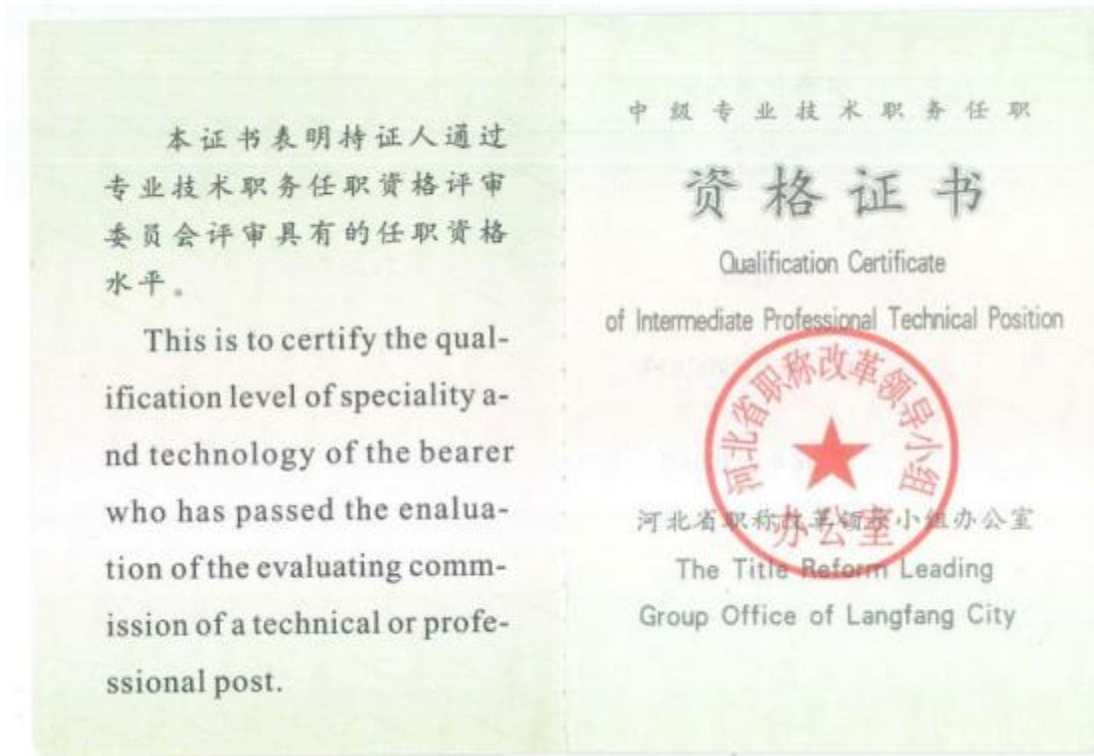 本证书表明持证人通过
专业技术职务任职资格评审
委员会评审具有的任职资格
水平。
This is to certify the qual-
ification level of speciality a-
nd technology of the bearer
who has passed the enalua-
tion of the evaluating comm-
ission of a technical or profe-
ssional post.
中级专业技术职务任职
资格证书
Qualification Certificate
of Intermediate Professional Technical Position
河北省职称改革领导小组
办公室
河北省职称改革领导小组办公室
The Title Reform Leading
Group Office of Langfang City